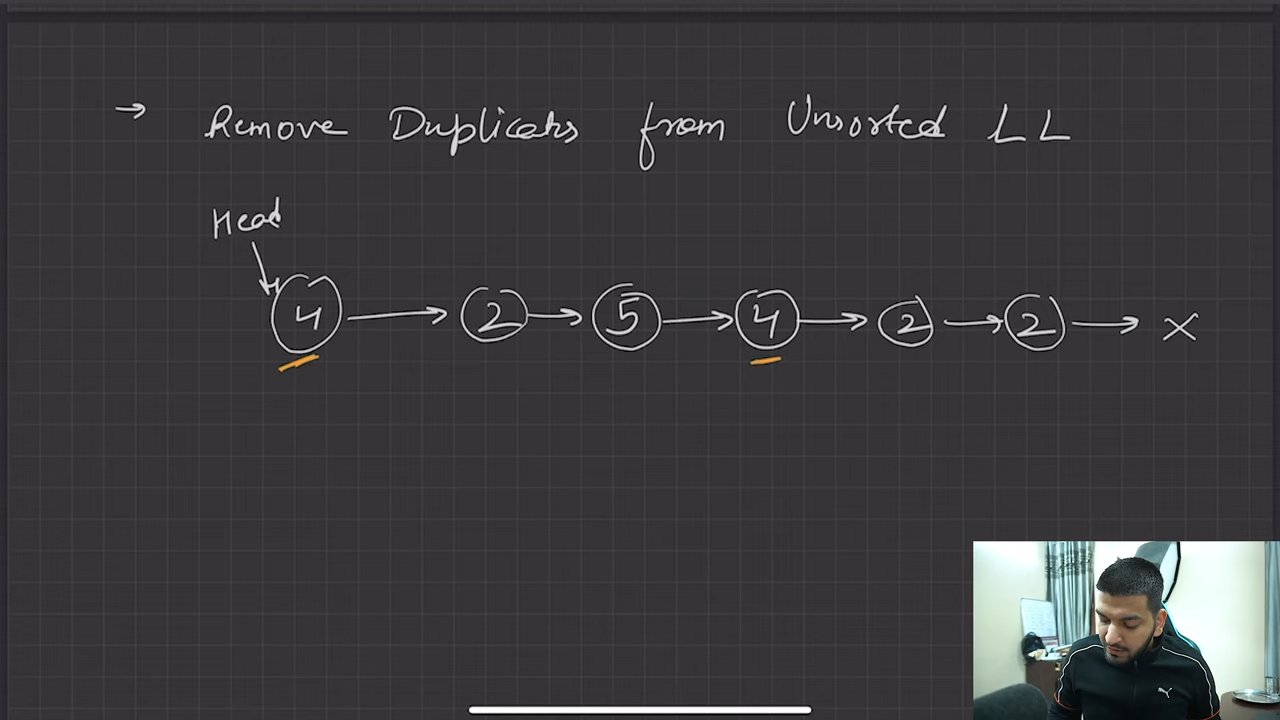 → Remove Duplicates from Unsorted LL
Head
4 → 2 → 5 → 4 → 2 → 2 → X